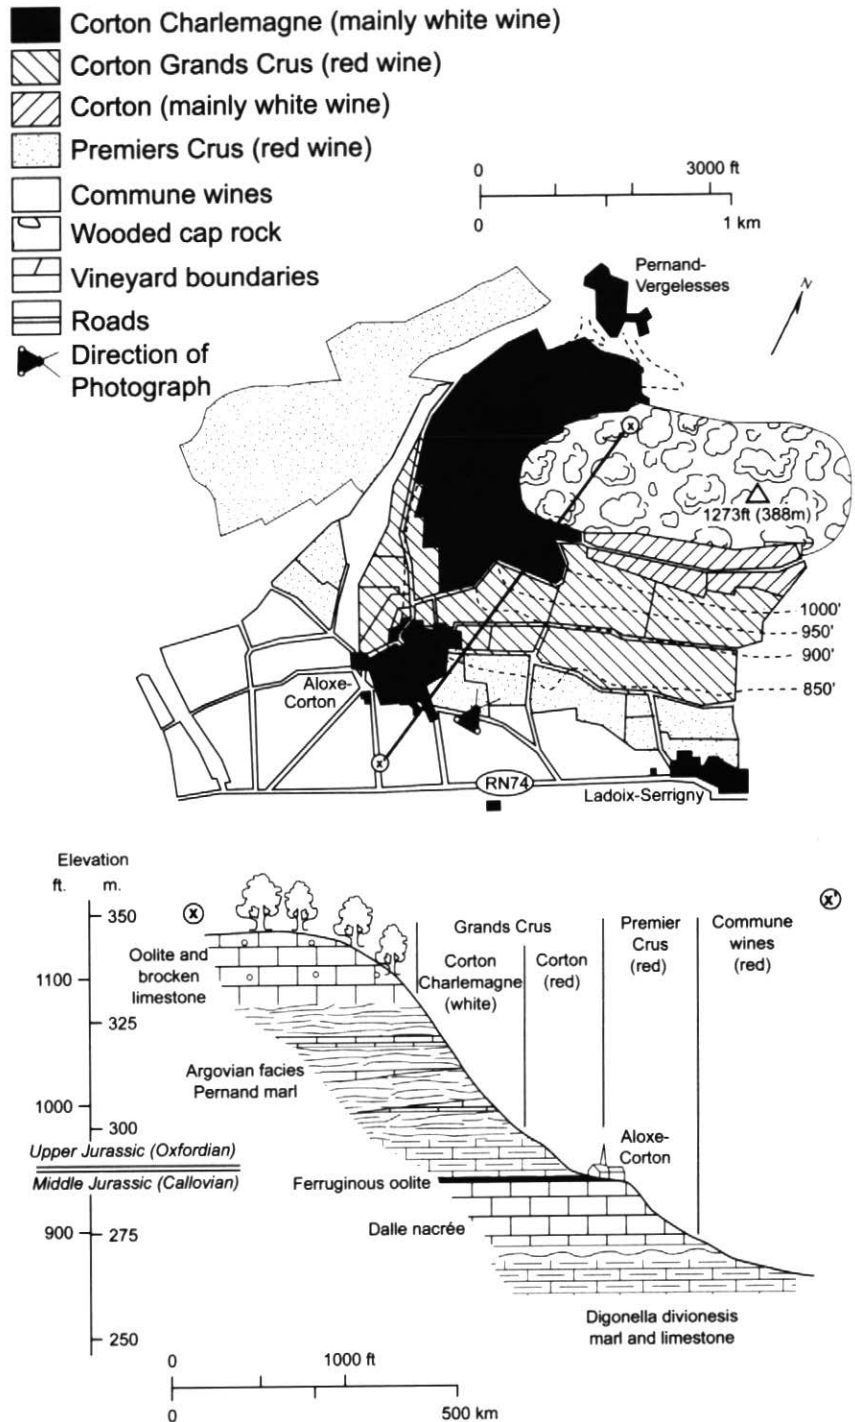 Corton Charlemagne (mainly white wine)
Corton Grands Crus (red wine)
Corton (mainly white wine)
Premiers Crus (red wine)
Commune wines
Wooded cap rock
Vineyard boundaries
Roads
Direction of
Photograph
0 3000 ft
0 1 km
Pernand-
Vergelesses
N
x
1273ft (388m)
1000'
950'
900'
850'
Aloxe-
Corton
x'
RN74
Ladoix-Serrigny
Elevation
ft. m.
x
x'
350
1100
325
1000
300
900
275
250
Grands Crus
Corton
Charlemagne
(white)
Corton
(red)
Premier
Crus
(red)
Commune
wines
(red)
Oolite and
brocken
limestone
Argovian facies
Pernand marl
Aloxe-
Corton
Upper Jurassic (Oxfordian)
Middle Jurassic (Callovian)
Ferruginous oolite
Dalle nacrée
Digonella divionesis
marl and limestone
0 1000 ft
0 500 km